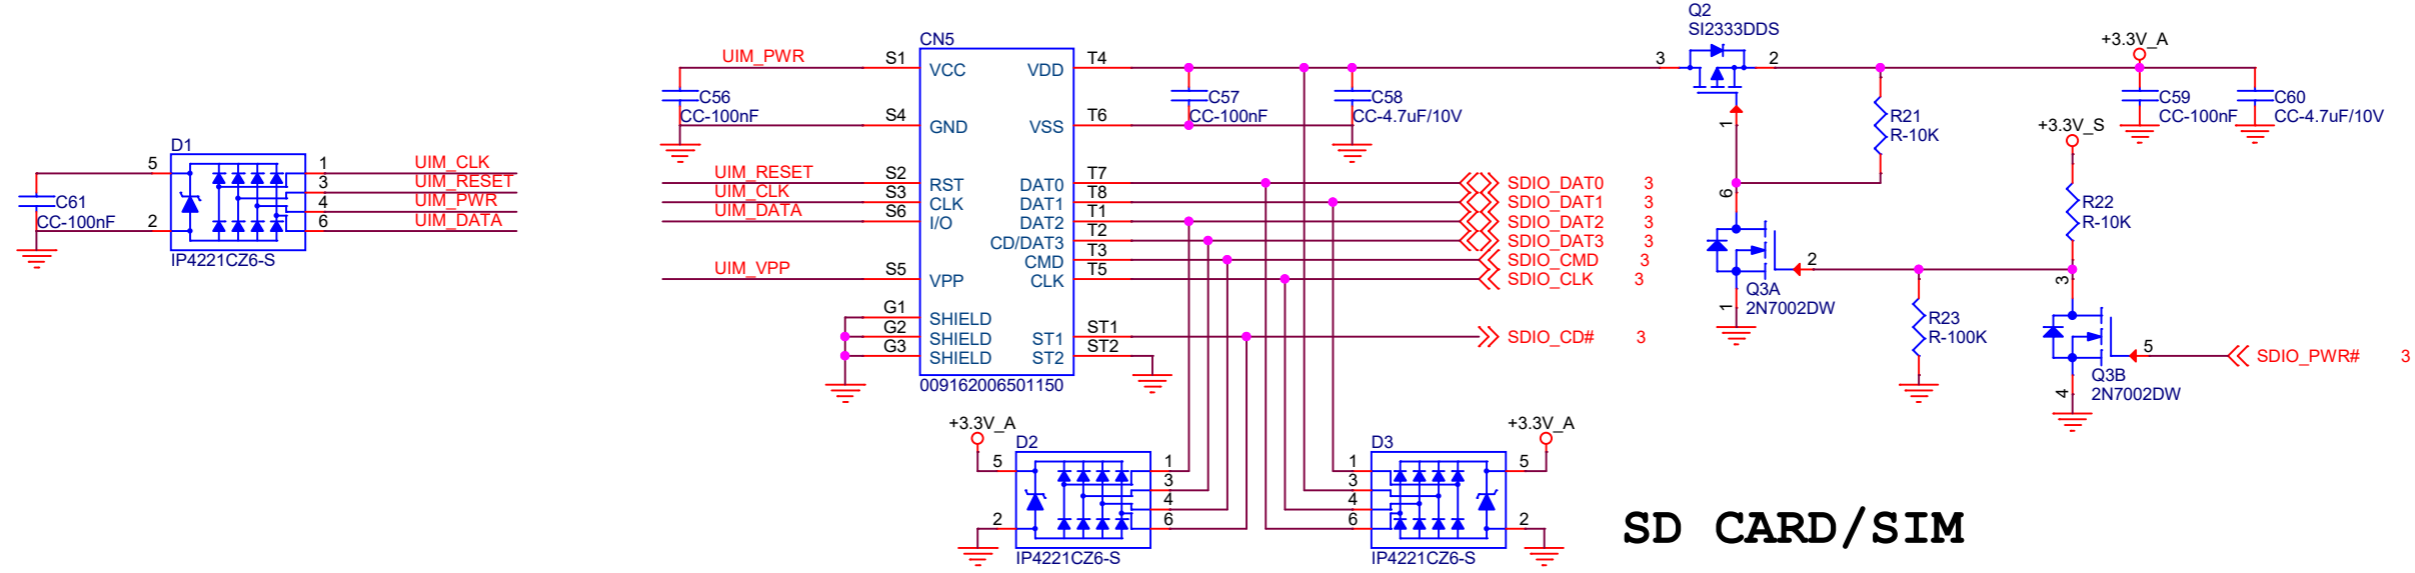 Q2
SI2333DDS
CN5
+3.3V_A
UIM_PWR S1 VCC VDD T4 3 2
C56
CC-100nF
C57
CC-100nF
C58
CC-4.7uF/10V
1
R21
R-10K
C59
CC-100nF
C60
CC-4.7uF/10V
S4 GND VSS T6
+3.3V_S
D1
5 1 UIM_CLK
3 UIM_RESET
4 UIM_PWR
2 6 UIM_DATA
C61
CC-100nF
IP4221CZ6-S
UIM_RESET S2 RST DAT0 T7 SDIO_DAT0 3
UIM_CLK S3 CLK DAT1 T8 SDIO_DAT1 3
UIM_DATA S6 I/O DAT2 T1 SDIO_DAT2 3
CD/DAT3 T2 SDIO_DAT3 3
CMD T3 SDIO_CMD 3
UIM_VPP S5 VPP CLK T5 SDIO_CLK 3
6
R22
R-10K
2
Q3A
2N7002DW
1
3
G1 SHIELD
G2 SHIELD ST1 ST1 SDIO_CD# 3
G3 SHIELD ST2 ST2
009162006501150
R23
R-100K
5 SDIO_PWR# 3
Q3B
2N7002DW
4
+3.3V_A
D2
5 1
3
4
2 6
IP4221CZ6-S
+3.3V_A
D3
1 5
3
4
6 2
IP4221CZ6-S
SD CARD/SIM